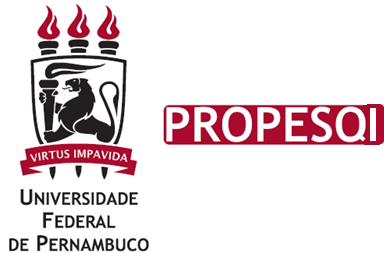 VIRTUS IMPAVIDA
UNIVERSIDADE
FEDERAL
DE PERNAMBUCO
PROPESQI